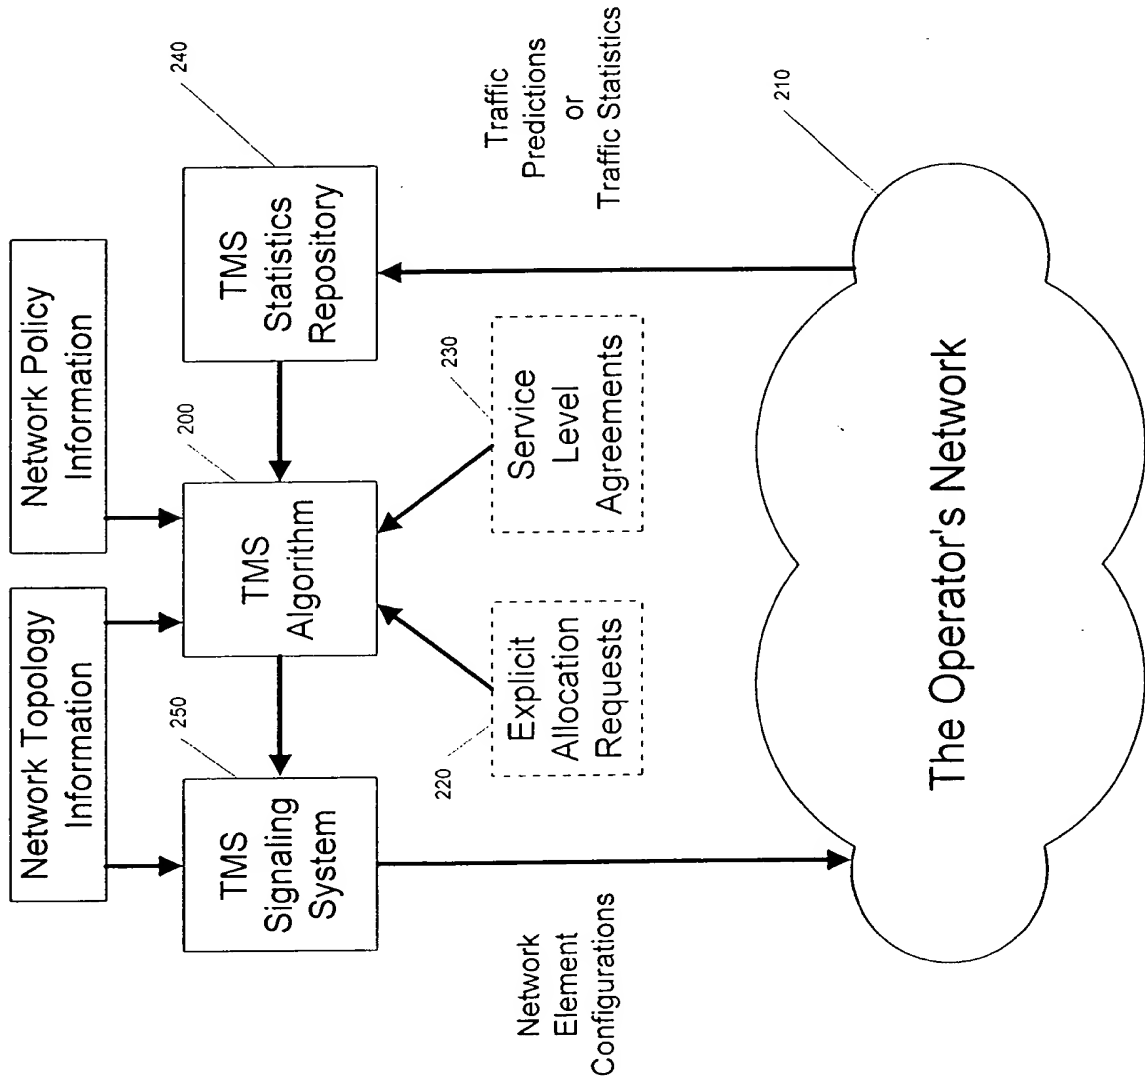 Network Topology
Information
Network Policy
Information
250
TMS
Signaling
System
200
TMS
Algorithm
240
TMS
Statistics
Repository
220
Explicit
Allocation
Requests
230
Service
Level
Agreements
Network
Element
Configurations
Traffic
Predictions
or
Traffic Statistics
210
The Operator's Network